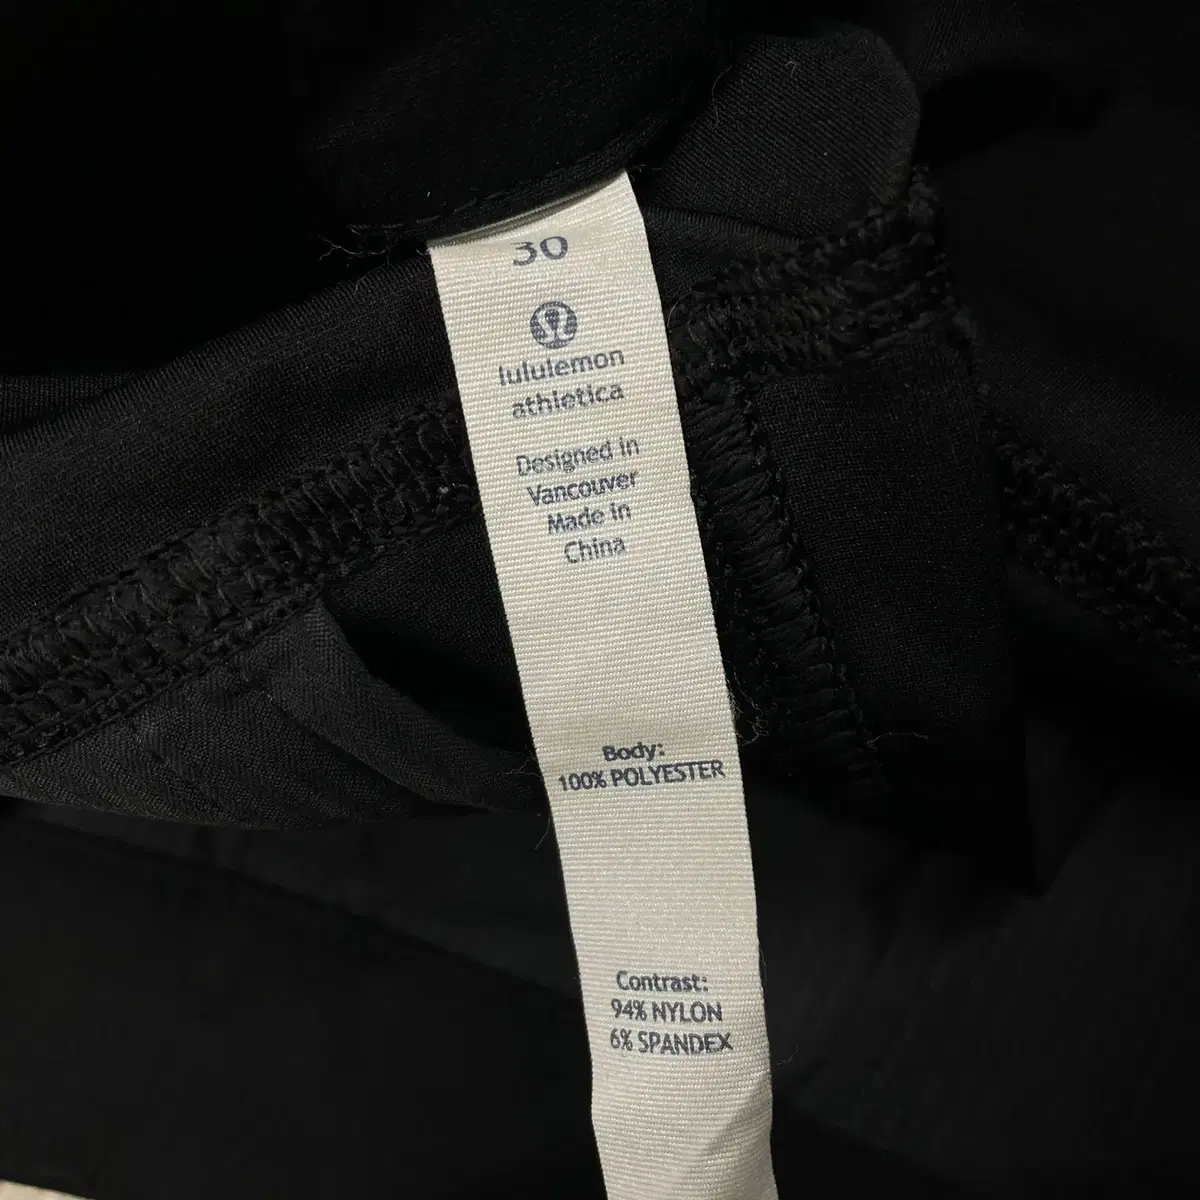 30
lululemon
athletica
Designed in
Vancouver
Made in
China
Body:
100% POLYESTER
Contrast:
94% NYLON
6% SPANDEX